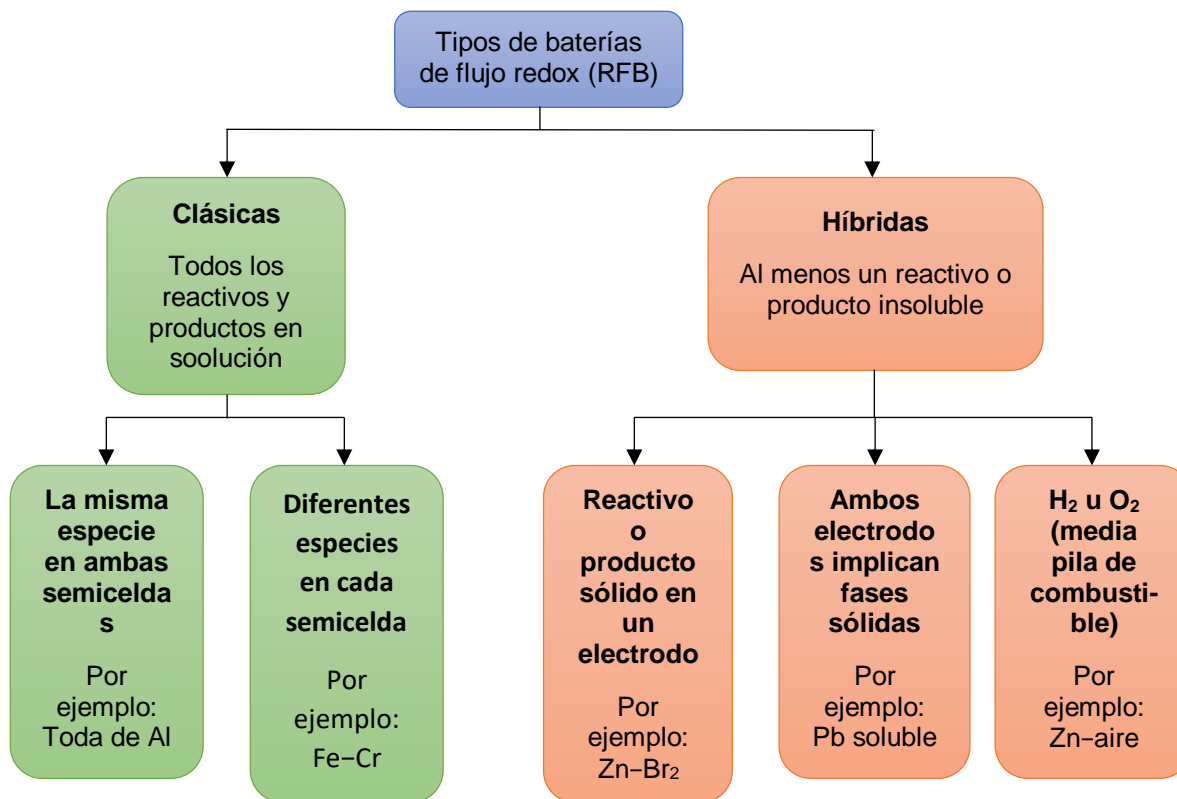 Tipos de baterías
de flujo redox (RFB)
Clásicas
Todos los
reactivos y
productos en
soolución
Híbridas
Al menos un reactivo o
producto insoluble
La misma
especie
en ambas
semicelda
s
Por
ejemplo:
Toda de Al
Diferentes
especies
en cada
semicelda
Por
ejemplo:
Fe−Cr
Reactivo
o
producto
sólido en
un
electrodo
Por
ejemplo:
Zn−Br₂
Ambos
electrodo
s implican
fases
sólidas
Por
ejemplo:
Pb soluble
H₂ u O₂
(media
pila de
combusti-
ble)
Por
ejemplo:
Zn−aire